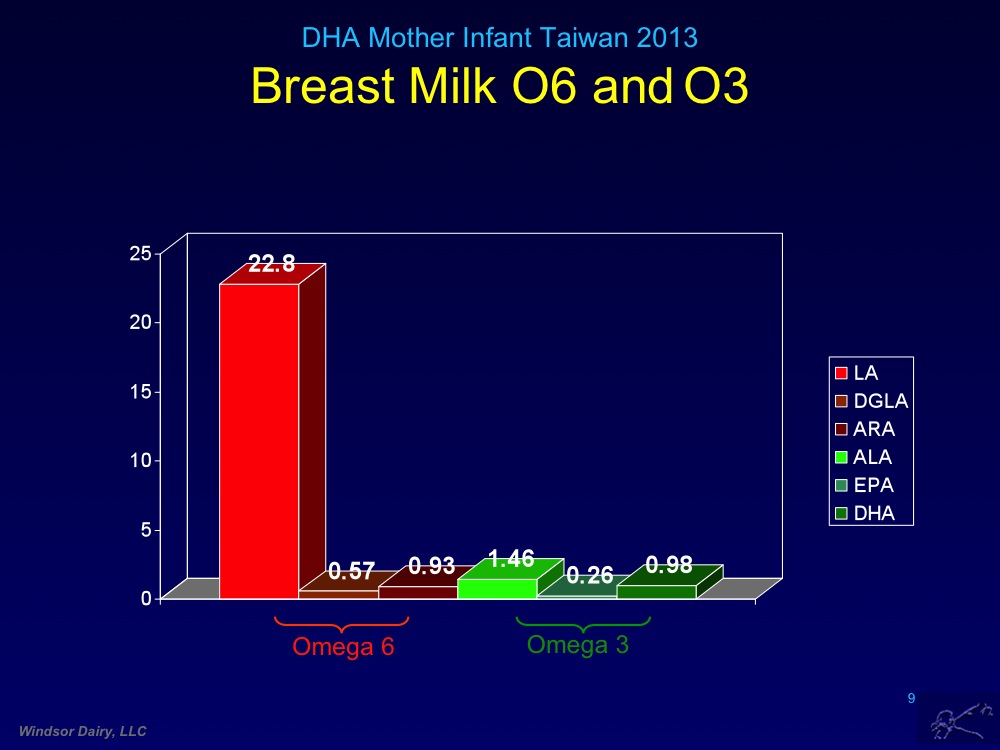 DHA Mother Infant Taiwan 2013
Breast Milk O6 and O3
25
20
15
10
5
0
22.8
0.57
0.93
1.46
0.26
0.98
LA
DGLA
ARA
ALA
EPA
DHA
Omega 6
Omega 3
9
Windsor Dairy, LLC